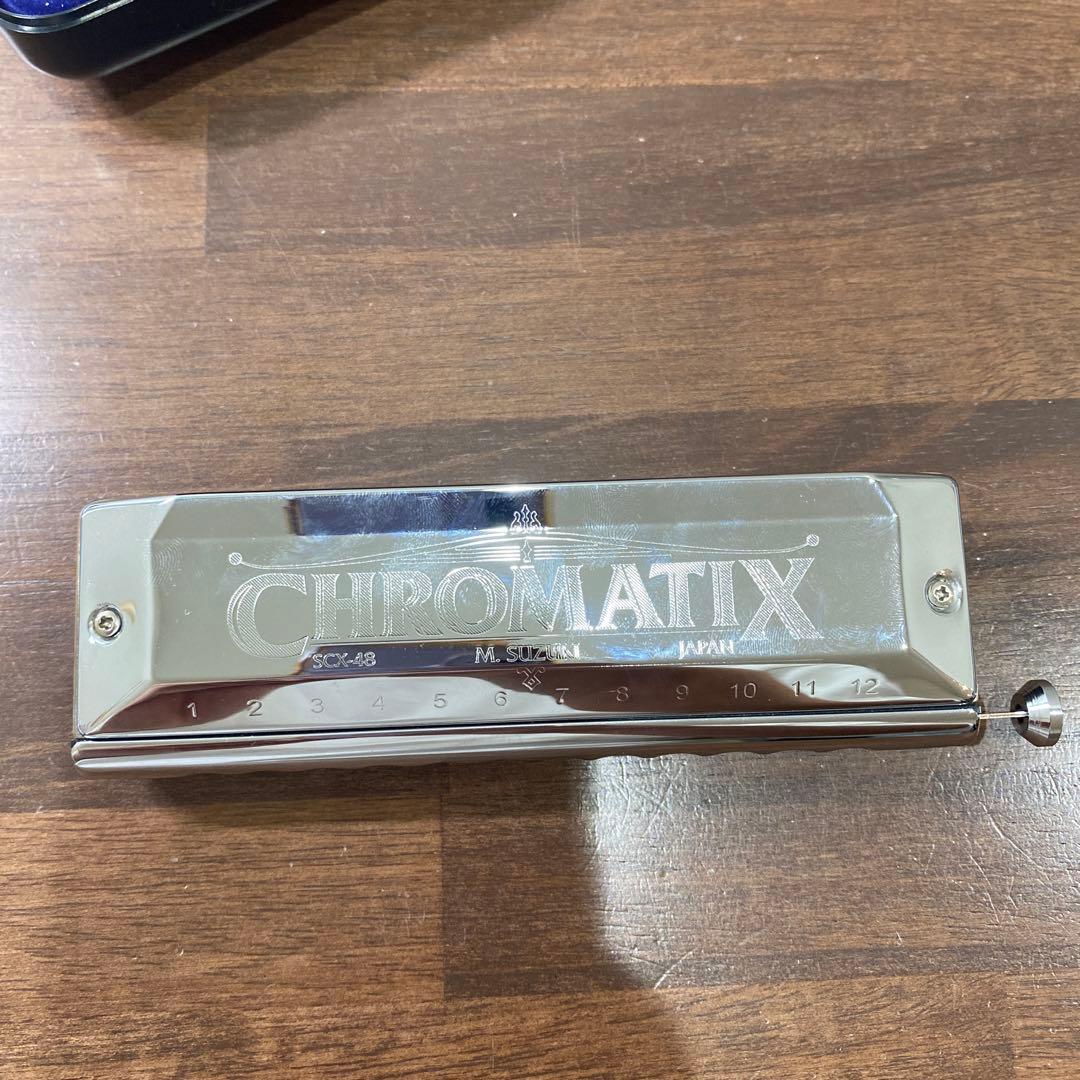 CHROMATIX
SCX-48 M. SUZUKI JAPAN
1 2 3 4 5 6 7 8 9 10 11 12